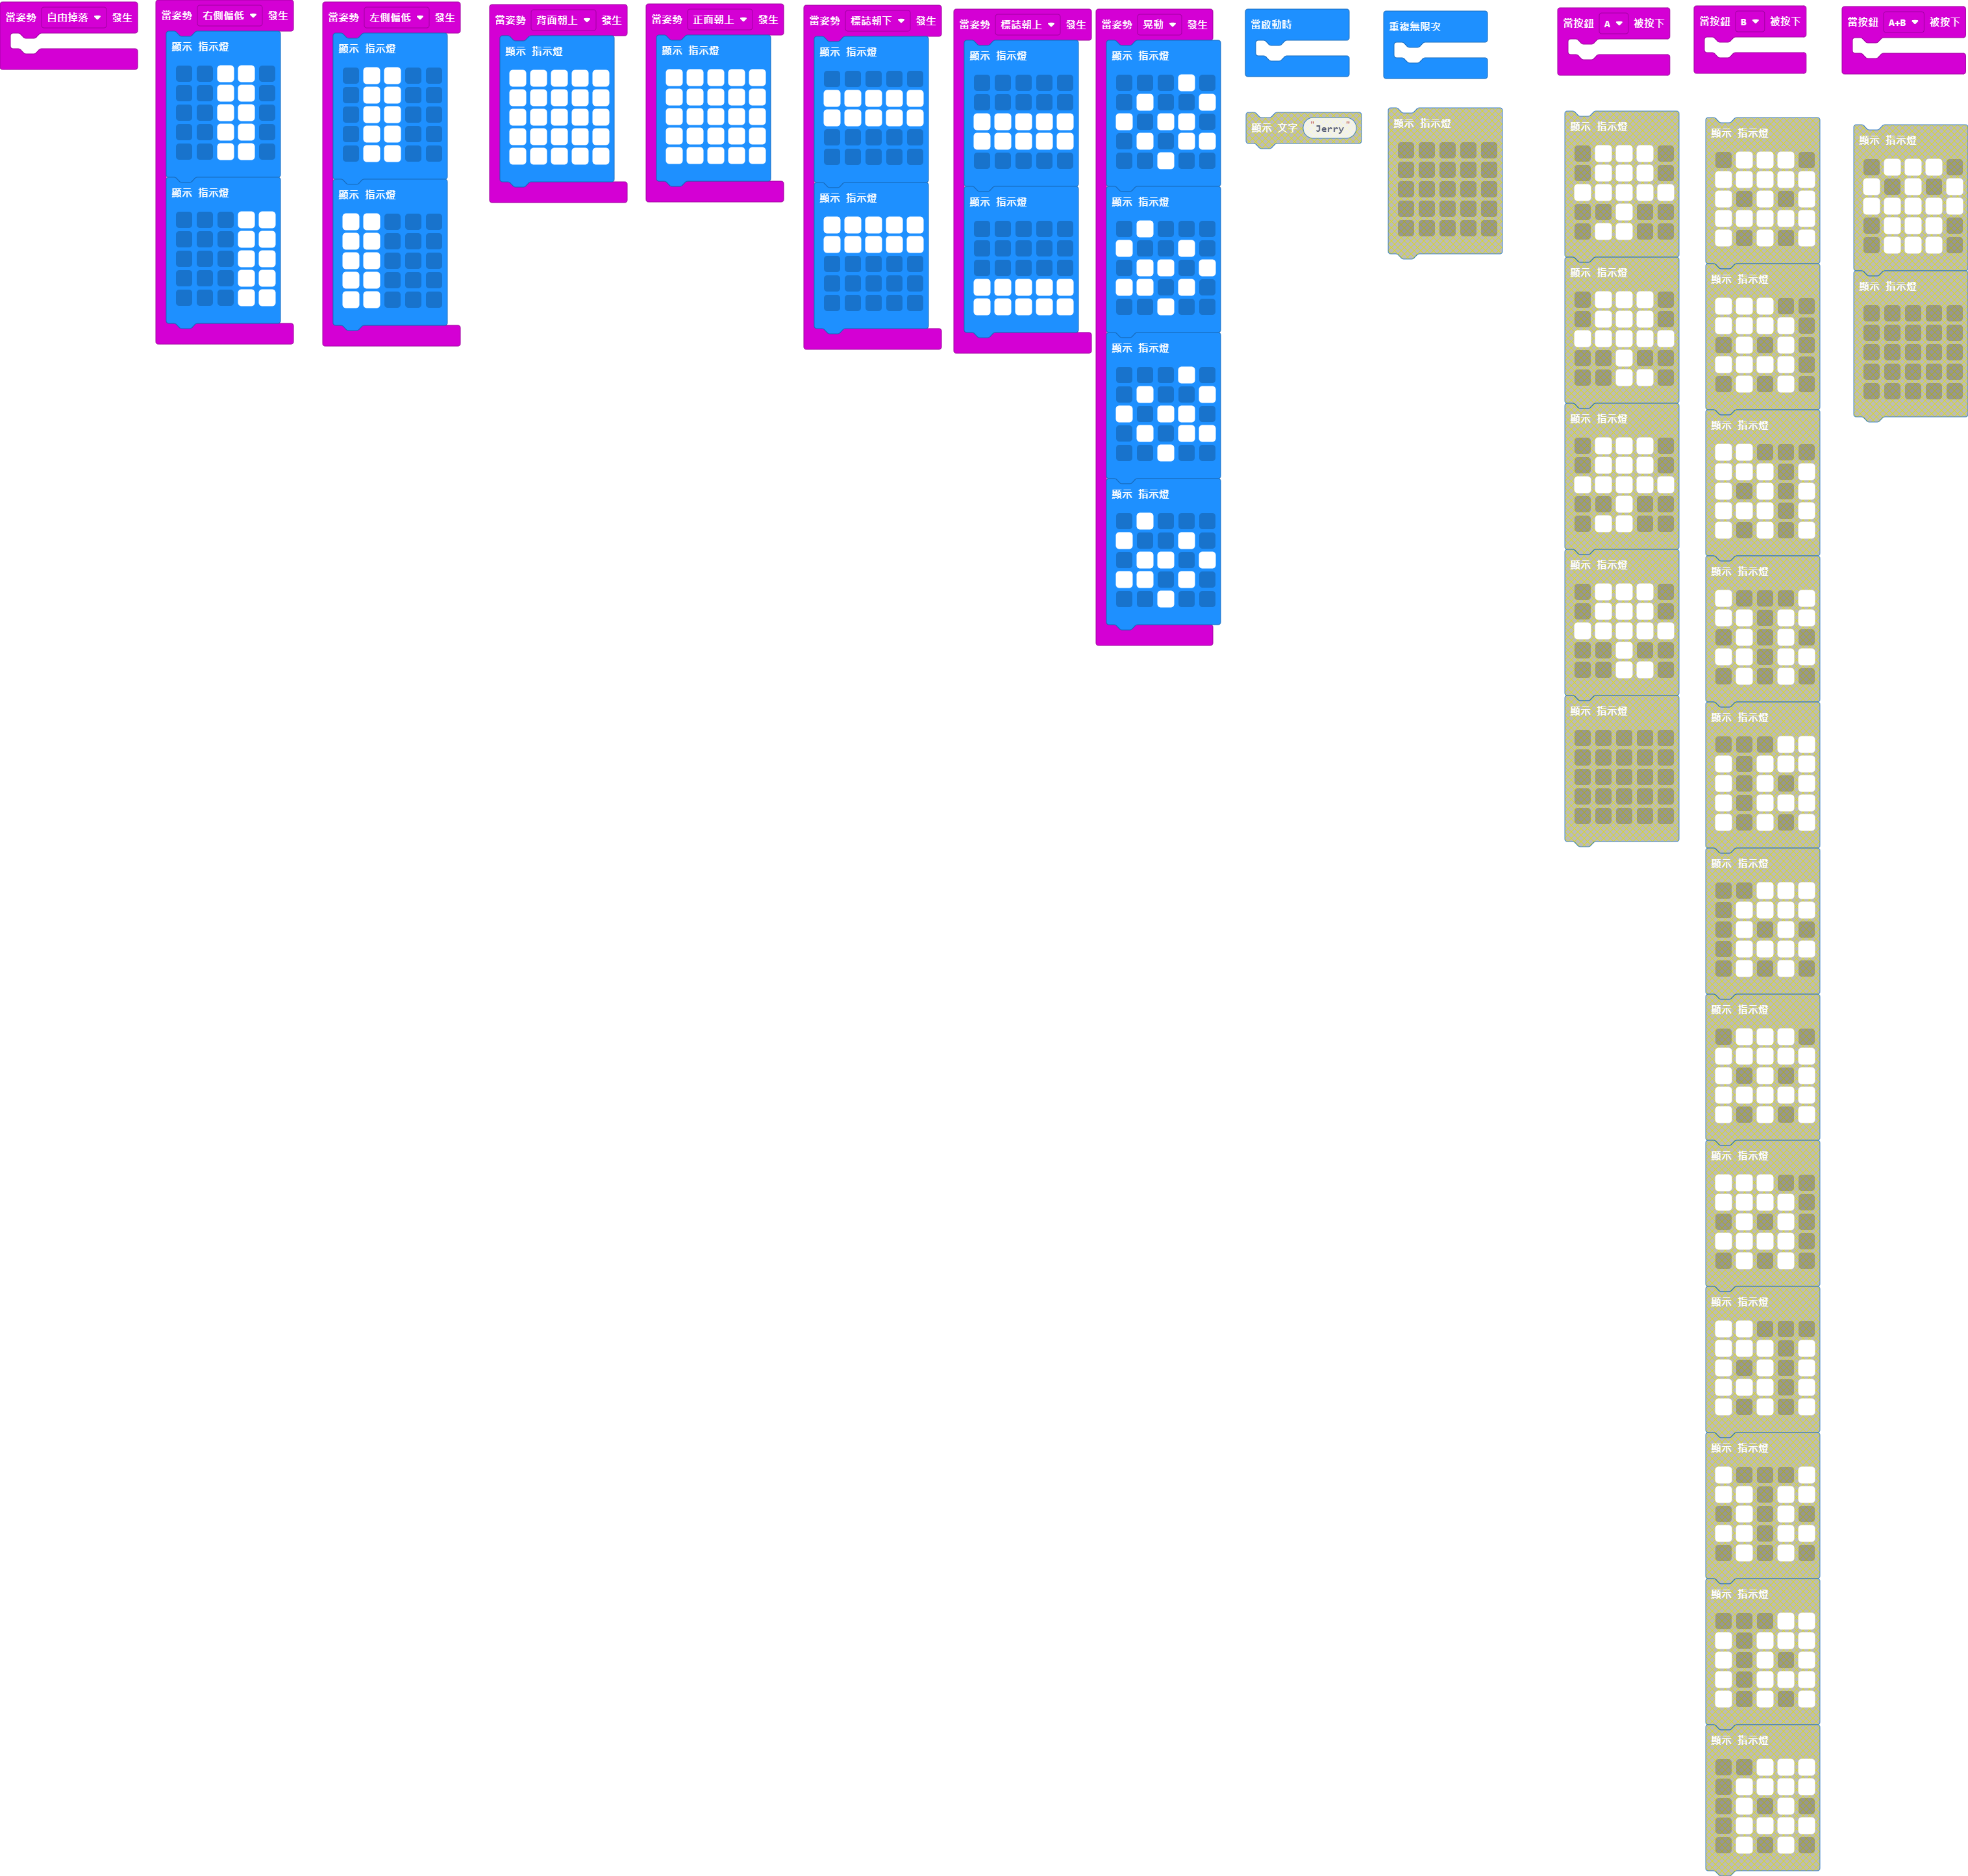 當姿勢 自由掉落 發生
當姿勢 右側偏低 發生
顯示 指示燈
顯示 指示燈
當姿勢 左側偏低 發生
顯示 指示燈
顯示 指示燈
當姿勢 背面朝上 發生
顯示 指示燈
當姿勢 正面朝上 發生
顯示 指示燈
當姿勢 標誌朝下 發生
顯示 指示燈
顯示 指示燈
當姿勢 標誌朝上 發生
顯示 指示燈
顯示 指示燈
當姿勢 晃動 發生
顯示 指示燈
顯示 指示燈
顯示 指示燈
顯示 指示燈
當啟動時
顯示 文字 "Jerry"
重複無限次
顯示 指示燈
當按鈕 A 被按下
顯示 指示燈
顯示 指示燈
顯示 指示燈
顯示 指示燈
顯示 指示燈
當按鈕 B 被按下
顯示 指示燈
顯示 指示燈
顯示 指示燈
顯示 指示燈
顯示 指示燈
顯示 指示燈
顯示 指示燈
顯示 指示燈
顯示 指示燈
顯示 指示燈
顯示 指示燈
顯示 指示燈
當按鈕 A+B 被按下
顯示 指示燈
顯示 指示燈